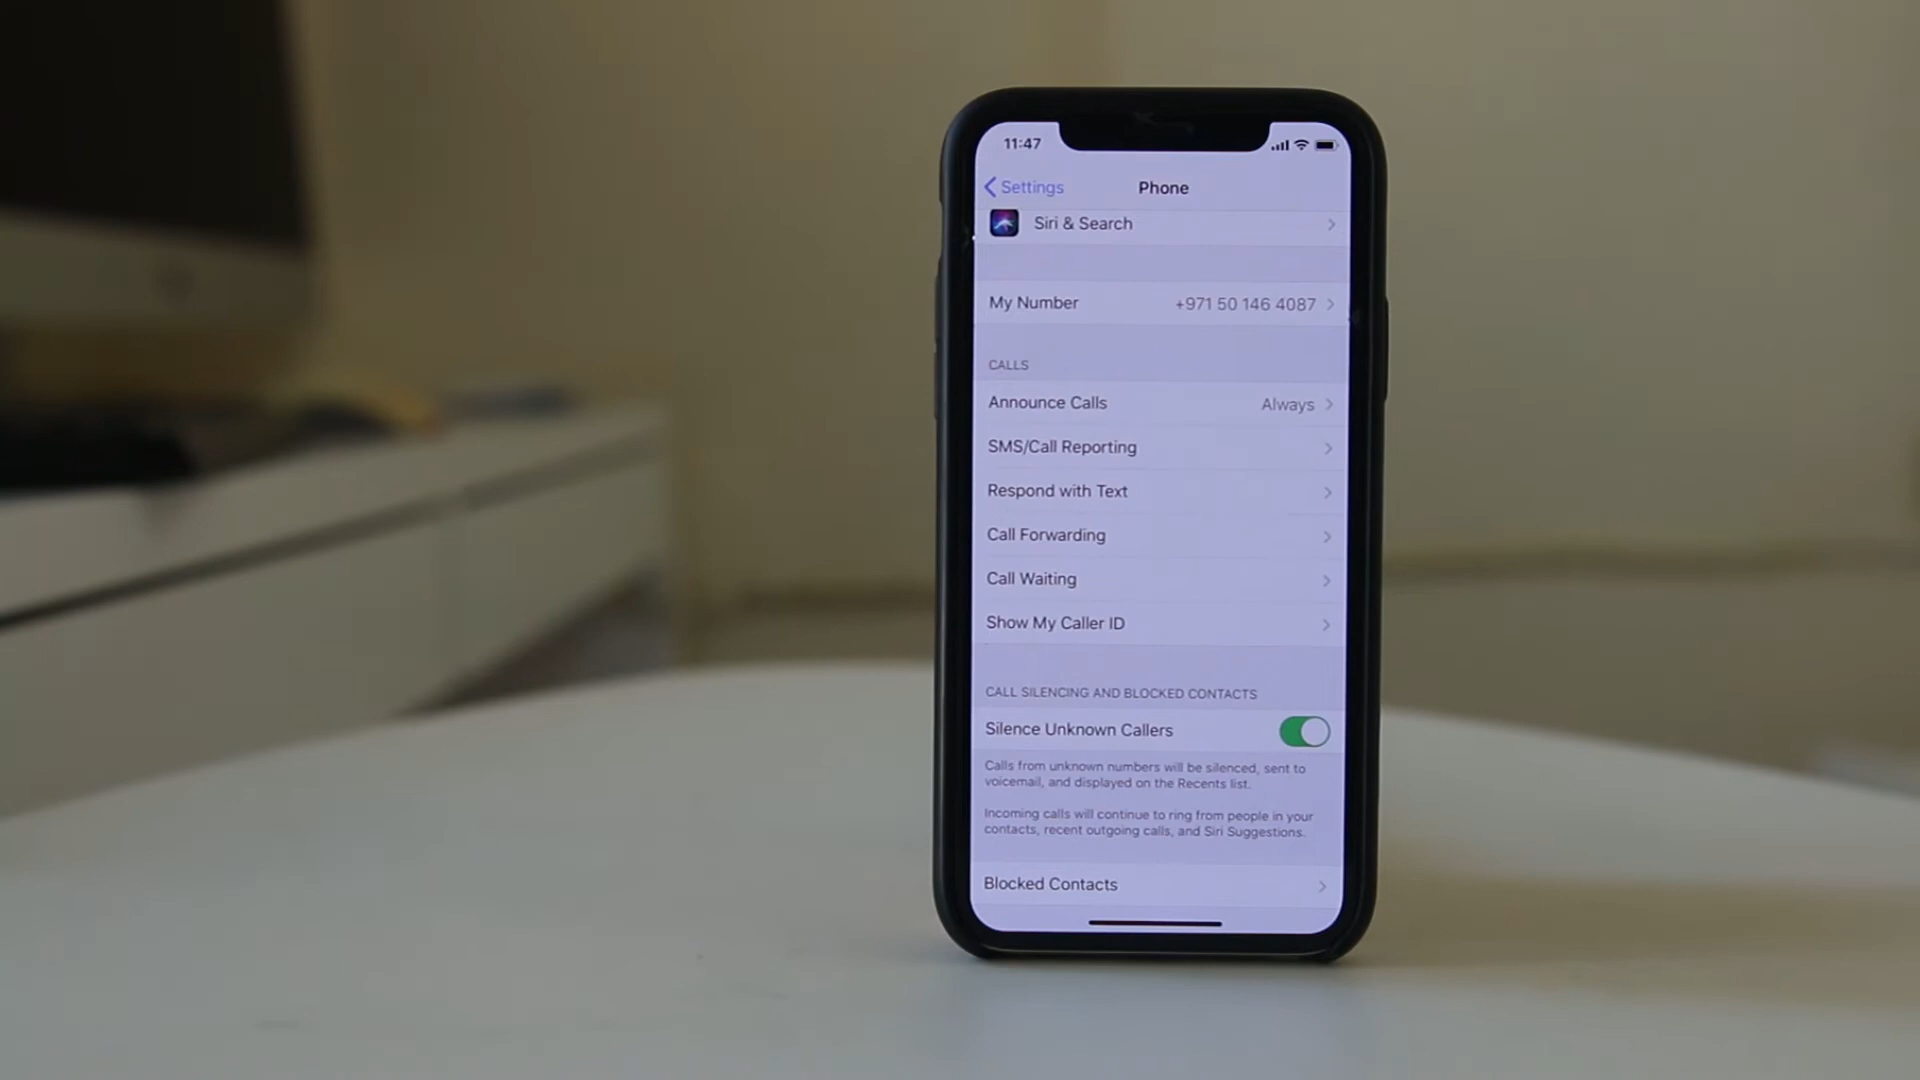 11:47
Settings
Phone
Siri & Search
My Number
+971 50 146 4087
CALLS
Announce Calls
Always
SMS/Call Reporting
Respond with Text
Call Forwarding
Call Waiting
Show My Caller ID
CALL SILENCING AND BLOCKED CONTACTS
Silence Unknown Callers
Calls from unknown numbers will be silenced, sent to
voicemail, and displayed on the Recents list.
Incoming calls will continue to ring from people in your
contacts, recent outgoing calls, and Siri Suggestions.
Blocked Contacts